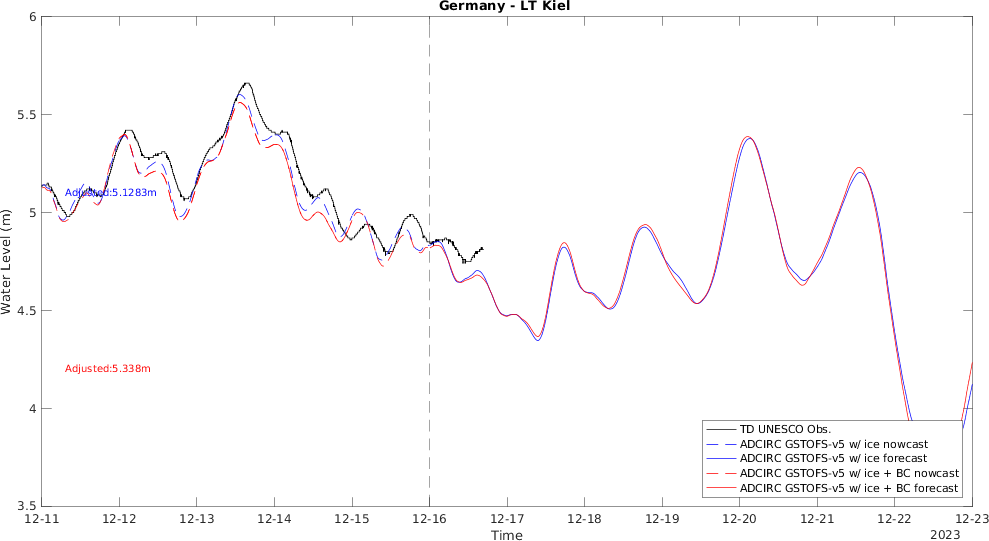 Germany - LT Kiel
6
5.5
5
4.5
4
3.5
Water Level (m)
Adjusted:5.1283m
Adjusted:5.338m
TD UNESCO Obs.
ADCIRC GSTOFS-v5 w/ ice nowcast
ADCIRC GSTOFS-v5 w/ ice forecast
ADCIRC GSTOFS-v5 w/ ice + BC nowcast
ADCIRC GSTOFS-v5 w/ ice + BC forecast
12-11 12-12 12-13 12-14 12-15 12-16 12-17 12-18 12-19 12-20 12-21 12-22 12-23
Time
2023